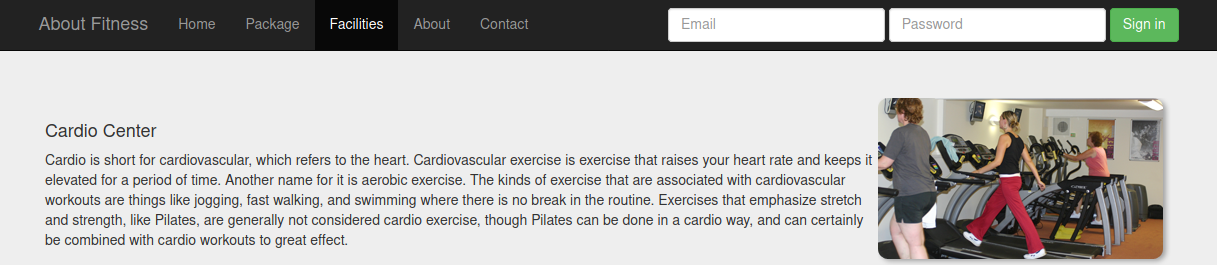 About Fitness Home Package Facilities About Contact Email Password Sign in
Cardio Center
Cardio is short for cardiovascular, which refers to the heart. Cardiovascular exercise is exercise that raises your heart rate and keeps it
elevated for a period of time. Another name for it is aerobic exercise. The kinds of exercise that are associated with cardiovascular
workouts are things like jogging, fast walking, and swimming where there is no break in the routine. Exercises that emphasize stretch
and strength, like Pilates, are generally not considered cardio exercise, though Pilates can be done in a cardio way, and can certainly
be combined with cardio workouts to great effect.